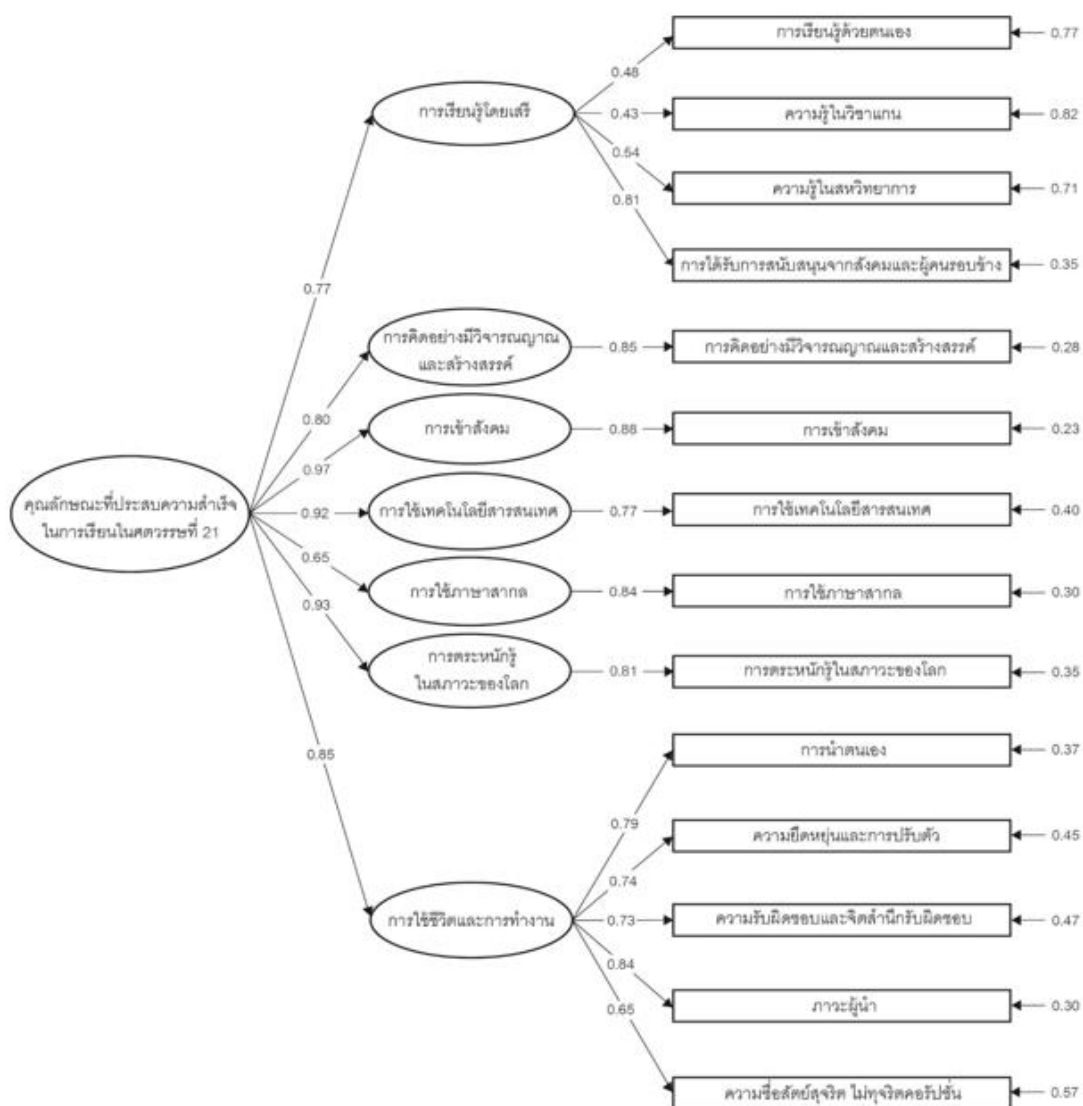 การเรียนรู้ด้วยตนเอง
0.77
0.48
การเรียนรู้โดยเสรี
0.43
ความรู้ในวิชาแกน
0.82
0.54
ความรู้ในสหวิทยาการ
0.71
0.81
การได้รับการสนับสนุนจากสังคมและผู้คนรอบข้าง
0.35
0.77
การคิดอย่างมีวิจารณญาณ
และสร้างสรรค์
0.85
การคิดอย่างมีวิจารณญาณและสร้างสรรค์
0.28
0.80
การเข้าสังคม
0.88
การเข้าสังคม
0.23
0.97
คุณลักษณะที่ประสบความสำเร็จ
ในการเรียนในศตวรรษที่ 21
0.92
การใช้เทคโนโลยีสารสนเทศ
0.77
การใช้เทคโนโลยีสารสนเทศ
0.40
0.65
การใช้ภาษาสากล
0.84
การใช้ภาษาสากล
0.30
0.93
การตระหนักรู้
ในสภาวะของโลก
0.81
การตระหนักรู้ในสภาวะของโลก
0.35
0.85
การนำตนเอง
0.37
0.79
ความยืดหยุ่นและการปรับตัว
0.45
0.74
การใช้ชีวิตและการทำงาน
0.73
ความรับผิดชอบและจิตสำนึกรับผิดชอบ
0.47
0.84
ภาวะผู้นำ
0.30
0.65
ความซื่อสัตย์สุจริต ไม่ทุจริตคอรัปชั่น
0.57